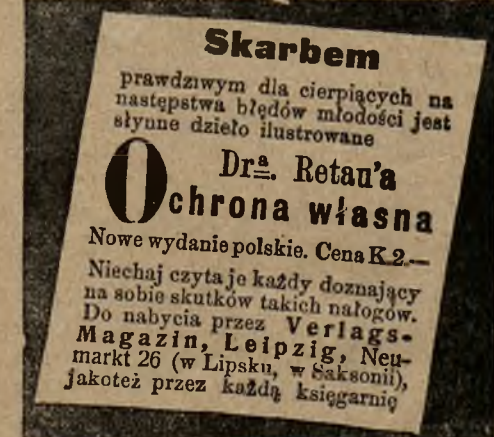 Skarbem
prawdziwym dla cierpiących na
następstwa błędów młodości jest
słynne dzieło ilustrowane
Dra. Retau'a
Ochrona własna
Nowe wydanie polskie. Cena K 2.—
Niechaj czyta je każdy doznający
na sobie skutków takich nałogów.
Do nabycia przez Verlags-
Magazin, Leipzig, Neu-
markt 26 (w Lipsku, w Saksonii),
jakoteż przez każdą księgarnię